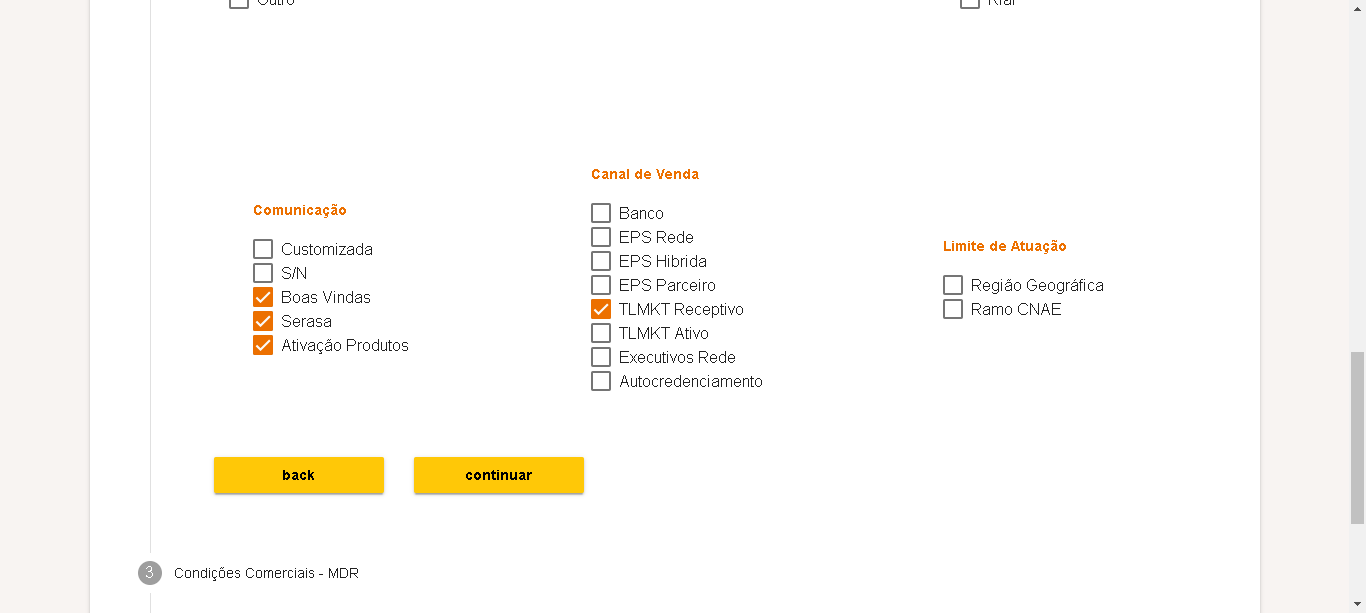 Outro
Canal de Venda
Comunicação
Limite de Atuação
Customizada
S/N
Boas Vindas
Serasa
Ativação Produtos
Banco
EPS Rede
EPS Hibrida
EPS Parceiro
TLMKT Receptivo
TLMKT Ativo
Executivos Rede
Autocredenciamento
Região Geográfica
Ramo CNAE
back
continuar
3 Condições Comerciais - MDR